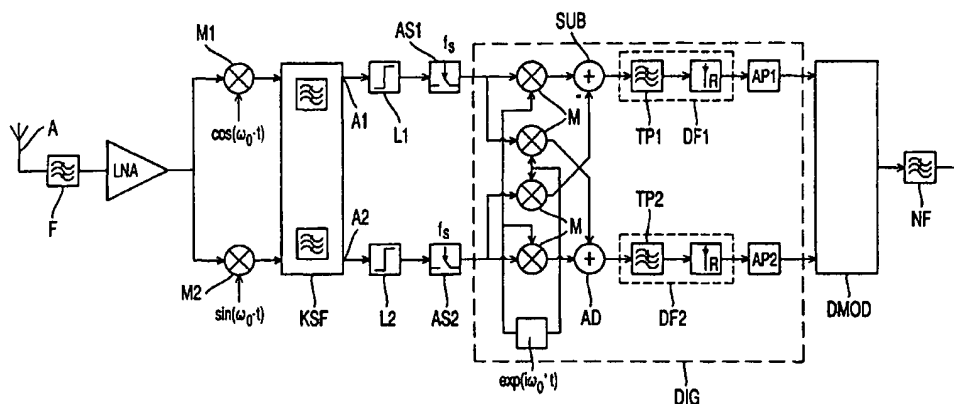 SUB
M1
AS1
fs
A
cos(ω₀·t)
A1
L1
M
R
AP1
TP1
DF1
LNA
F
A2
fs
M
TP2
NF
M2
sin(ω₀·t)
KSF
L2
AS2
AD
R
AP2
DF2
DMOD
exp(iω₀'t)
DIG